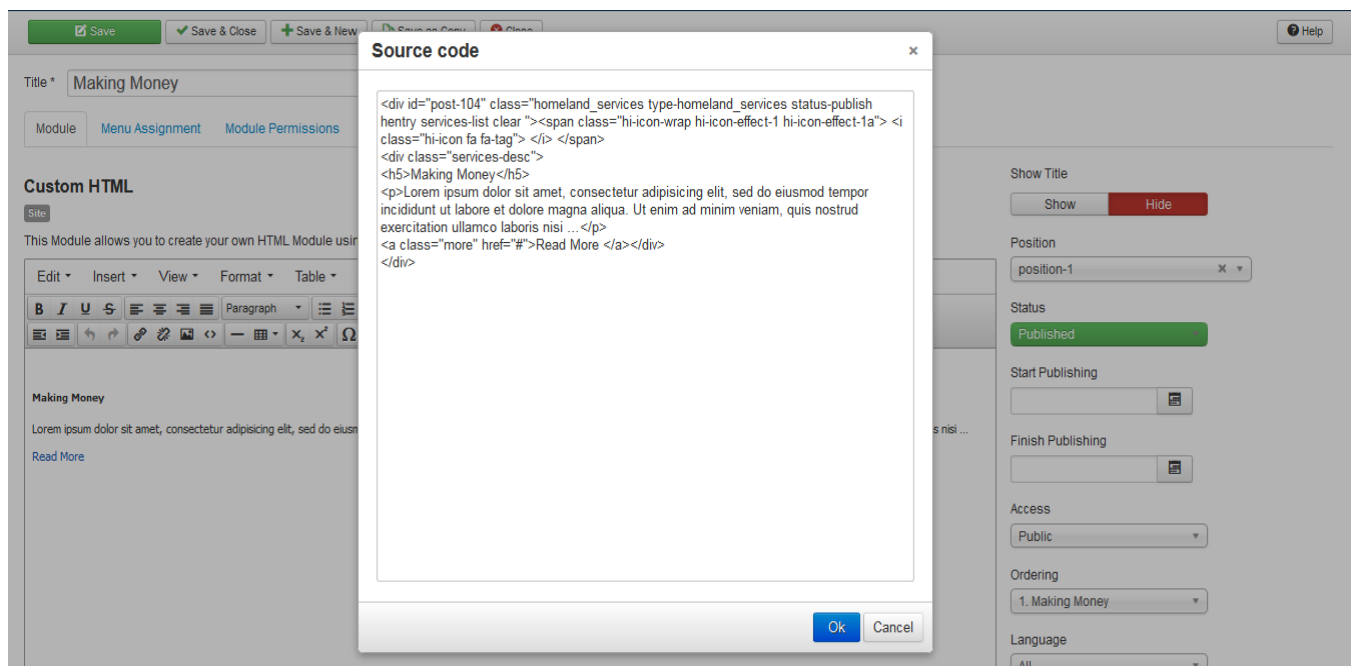 Save
Save & Close
Save & New
Save as Copy
Close
Help
Source code
×
Title *
Making Money
Module
Menu Assignment
Module Permissions
<div id="post-104" class="homeland_services type-homeland_services status-publish
hentry services-list clear "><span class="hi-icon-wrap hi-icon-effect-1 hi-icon-effect-1a"> <i
class="hi-icon fa fa-tag"> </i> </span>
<div class="services-desc">
<h5>Making Money</h5>
<p>Lorem ipsum dolor sit amet, consectetur adipisicing elit, sed do eiusmod tempor
incididunt ut labore et dolore magna aliqua. Ut enim ad minim veniam, quis nostrud
exercitation ullamco laboris nisi ...</p>
<a class="more" href="#">Read More </a></div>
</div>
Ok
Cancel
Custom HTML
Site
This Module allows you to create your own HTML Module usin
Edit
Insert
View
Format
Table
B I U S
Paragraph
Making Money
Lorem ipsum dolor sit amet, consectetur adipisicing elit, sed do eiusm
s nisi ...
Read More
Show Title
Show
Hide
Position
position-1
Status
Published
Start Publishing
Finish Publishing
Access
Public
Ordering
1. Making Money
Language
All